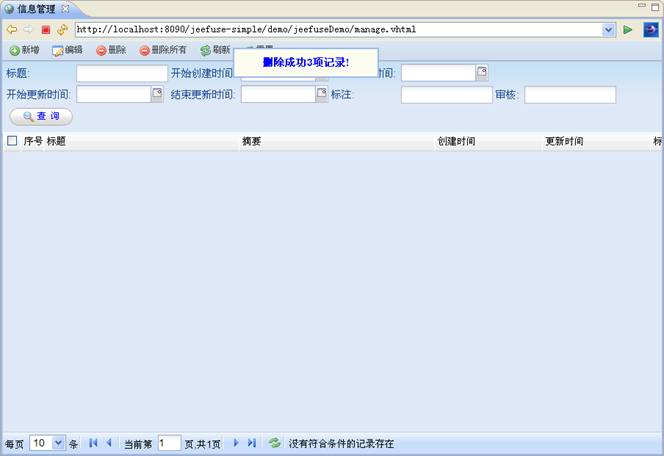 信息管理
http://localhost:8090/jeefuse-simple/demo/jeefuseDemo/manage.vhtml
新增 编辑 删除 删除所有 刷新
删除成功3项记录!
标题: 开始创建时间 时间:
开始更新时间: 结束更新时间: 标注: 审核:
查 询
序号 标题 摘要 创建时间 更新时间 标
每页 10 条 当前第 1 页,共1页 没有符合条件的记录存在